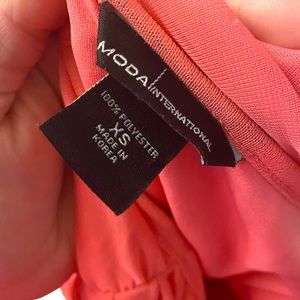 MODA INTERNATIONAL
100% POLYESTER
XS
MADE IN
KOREA